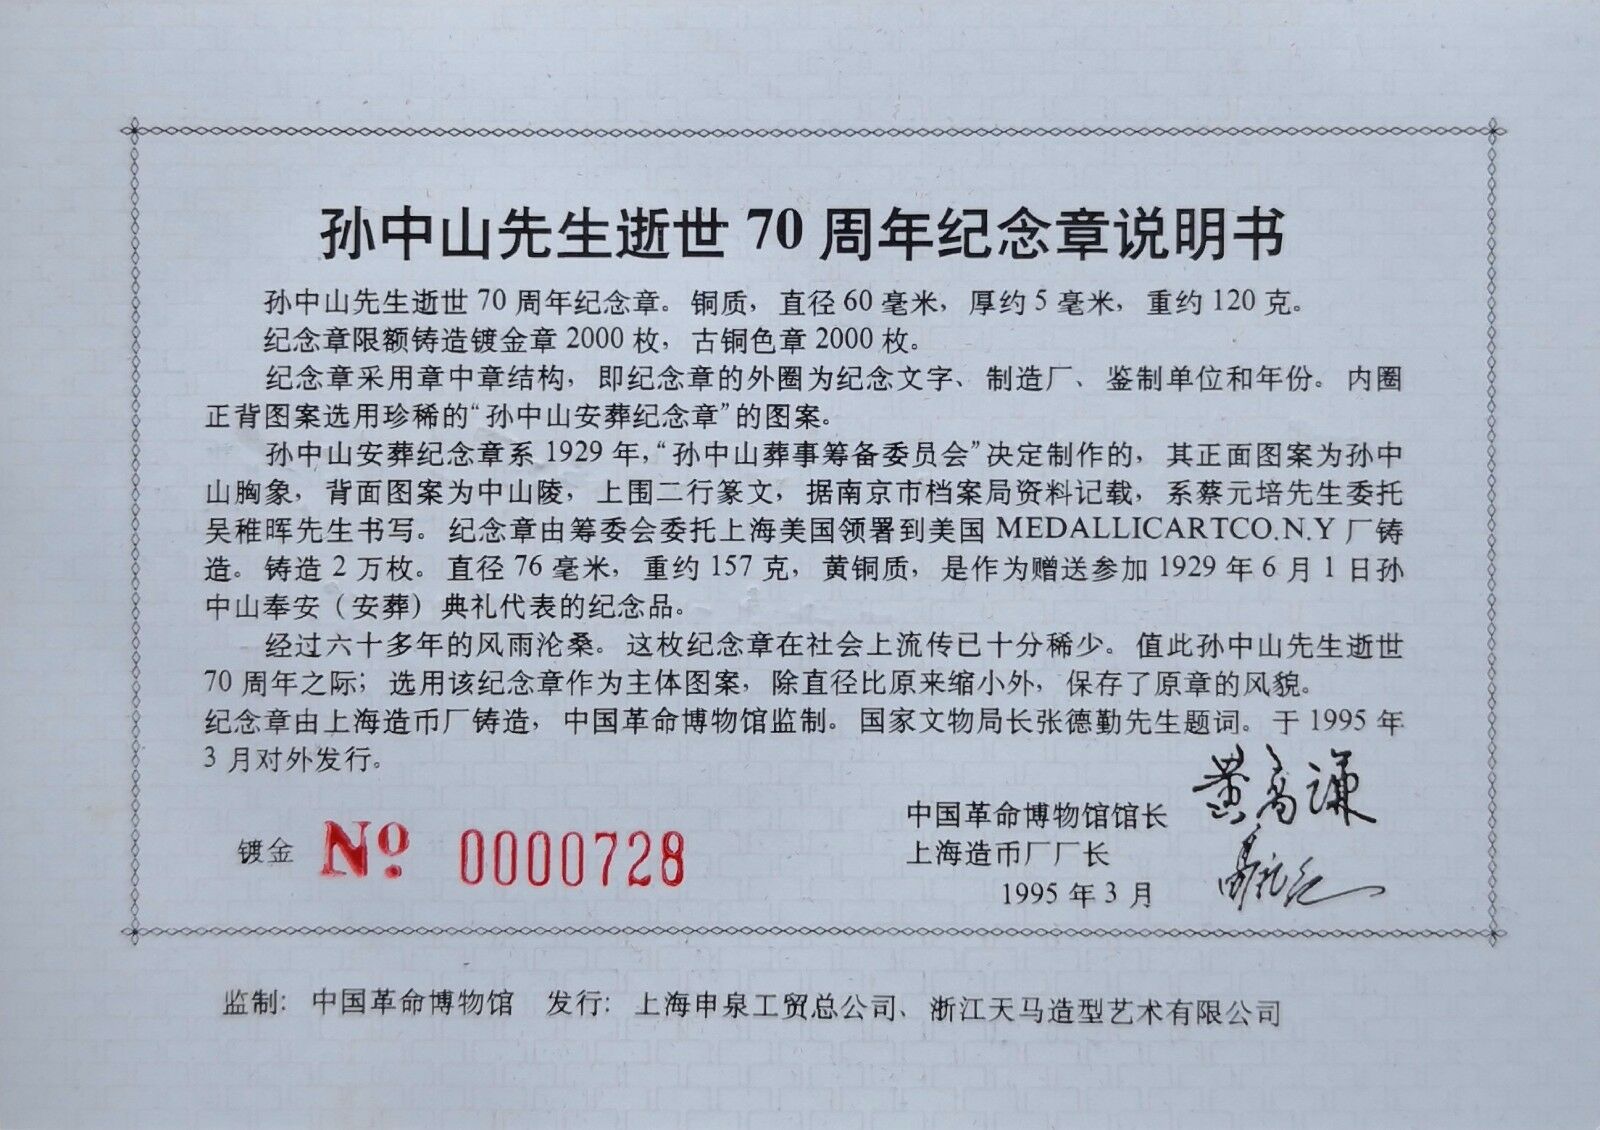 孙中山先生逝世 70 周年纪念章说明书
孙中山先生逝世 70 周年纪念章。铜质，直径 60 毫米，厚约 5 毫米，重约 120 克。
纪念章限额铸造镀金章 2000 枚，古铜色章 2000 枚。
纪念章采用章中章结构，即纪念章的外圈为纪念文字、制造厂、鉴制单位和年份。内圈
正背图案选用珍稀的“孙中山安葬纪念章”的图案。
孙中山安葬纪念章系 1929 年，“孙中山葬事筹备委员会”决定制作的，其正面图案为孙中
山胸象，背面图案为中山陵，上围二行篆文，据南京市档案局资料记载，系蔡元培先生委托
吴稚晖先生书写。纪念章由筹委会委托上海美国领署到美国 MEDALLICARTCO.N.Y 厂铸
造。铸造 2 万枚。直径 76 毫米，重约 157 克，黄铜质，是作为赠送参加 1929 年 6 月 1 日孙
中山奉安（安葬）典礼代表的纪念品。
经过六十多年的风雨沧桑。这枚纪念章在社会上流传已十分稀少。值此孙中山先生逝世
70 周年之际；选用该纪念章作为主体图案，除直径比原来缩小外，保存了原章的风貌。
纪念章由上海造币厂铸造，中国革命博物馆监制。国家文物局长张德勤先生题词。于 1995 年
3 月对外发行。
中国革命博物馆馆长 黄高谦
上海造币厂厂长
1995 年 3 月
镀金 No 0000728
监制：中国革命博物馆 发行：上海申泉工贸总公司、浙江天马造型艺术有限公司